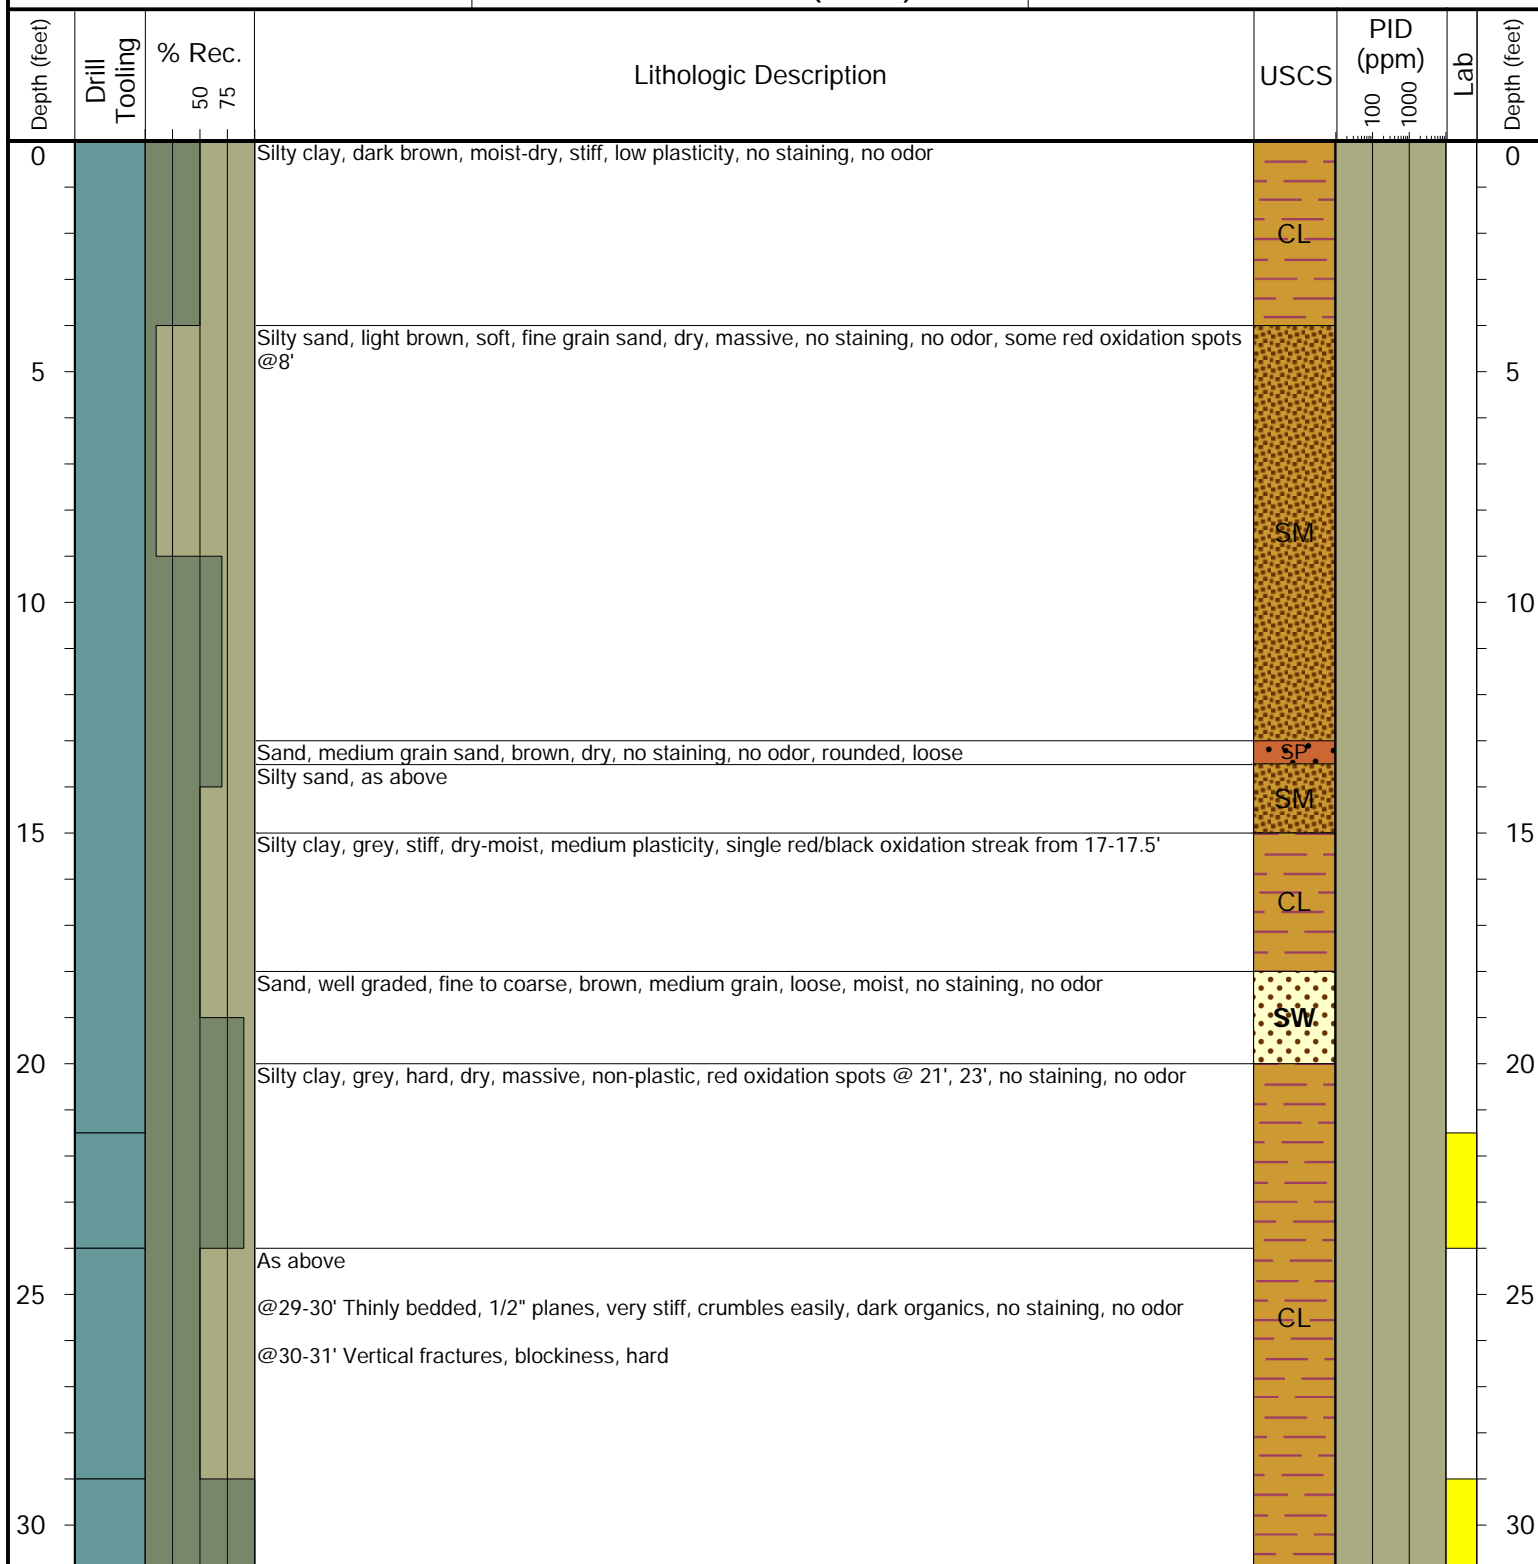 Depth (feet)
Drill Tooling
% Rec.
50
75
Lithologic Description
USCS
PID
(ppm)
100
1000
Lab
Depth (feet)
0
Silty clay, dark brown, moist-dry, stiff, low plasticity, no staining, no odor
0
CL
Silty sand, light brown, soft, fine grain sand, dry, massive, no staining, no odor, some red oxidation spots
@8'
5
5
SM
10
10
Sand, medium grain sand, brown, dry, no staining, no odor, rounded, loose
SP
Silty sand, as above
SM
15
Silty clay, grey, stiff, dry-moist, medium plasticity, single red/black oxidation streak from 17-17.5'
15
CL
Sand, well graded, fine to coarse, brown, medium grain, loose, moist, no staining, no odor
SW
20
Silty clay, grey, hard, dry, massive, non-plastic, red oxidation spots @ 21', 23', no staining, no odor
20
As above
25
@29-30' Thinly bedded, 1/2" planes, very stiff, crumbles easily, dark organics, no staining, no odor
CL
25
@30-31' Vertical fractures, blockiness, hard
30
30